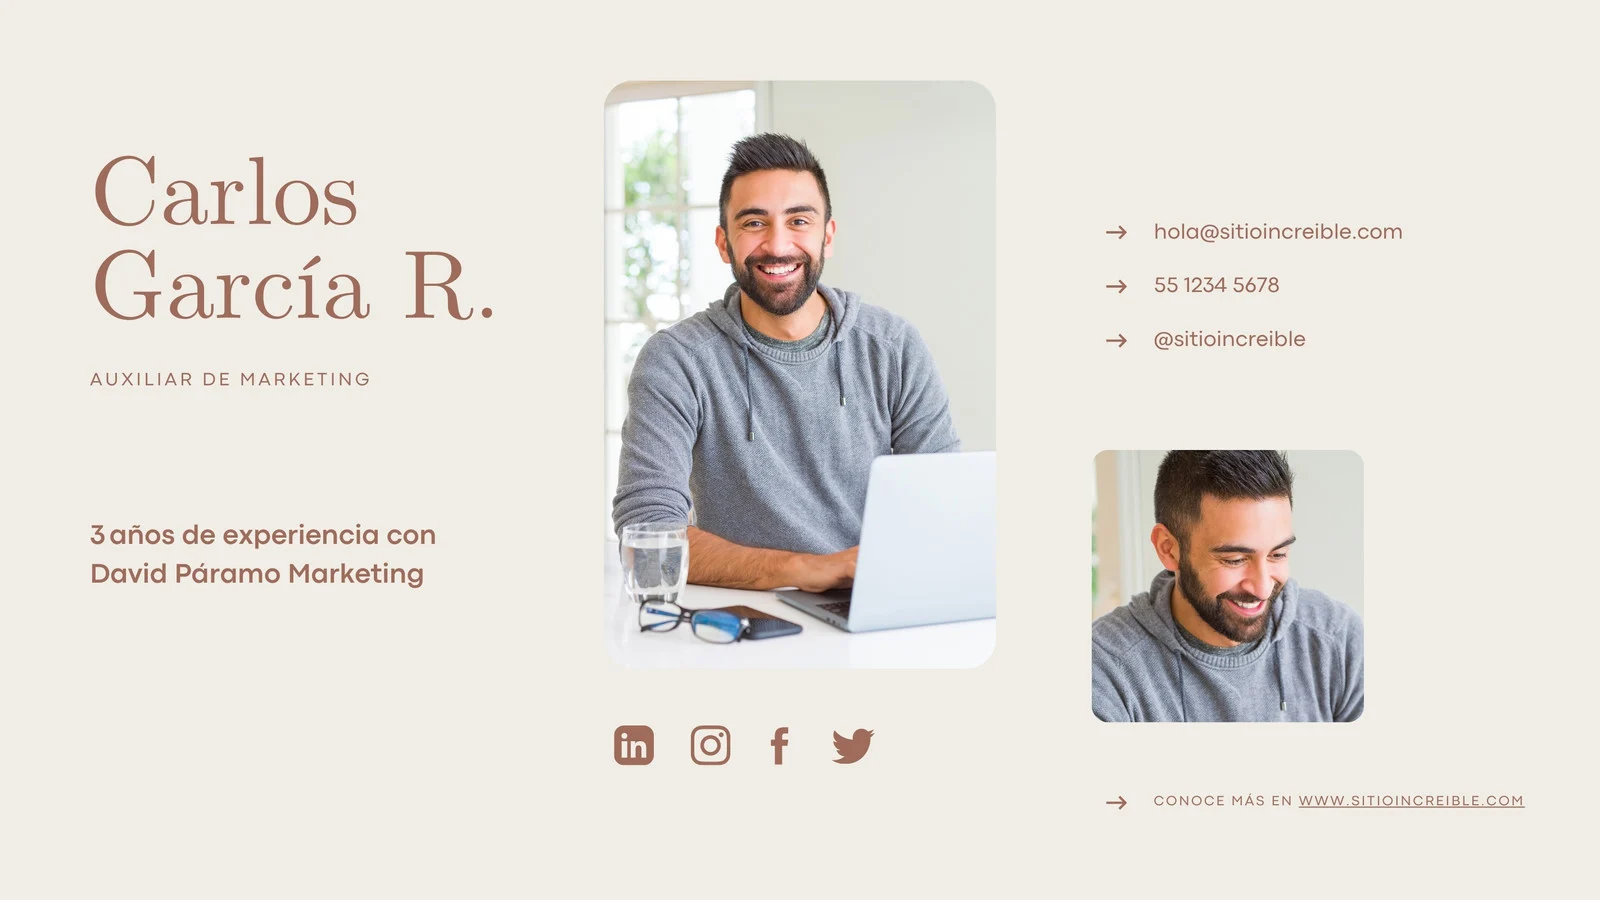 Carlos
García R.
AUXILIAR DE MARKETING
3 años de experiencia con
David Páramo Marketing
in
f
hola@sitioincreible.com
55 1234 5678
@sitioincreible
CONOCE MÁS EN WWW.SITIOINCREIBLE.COM